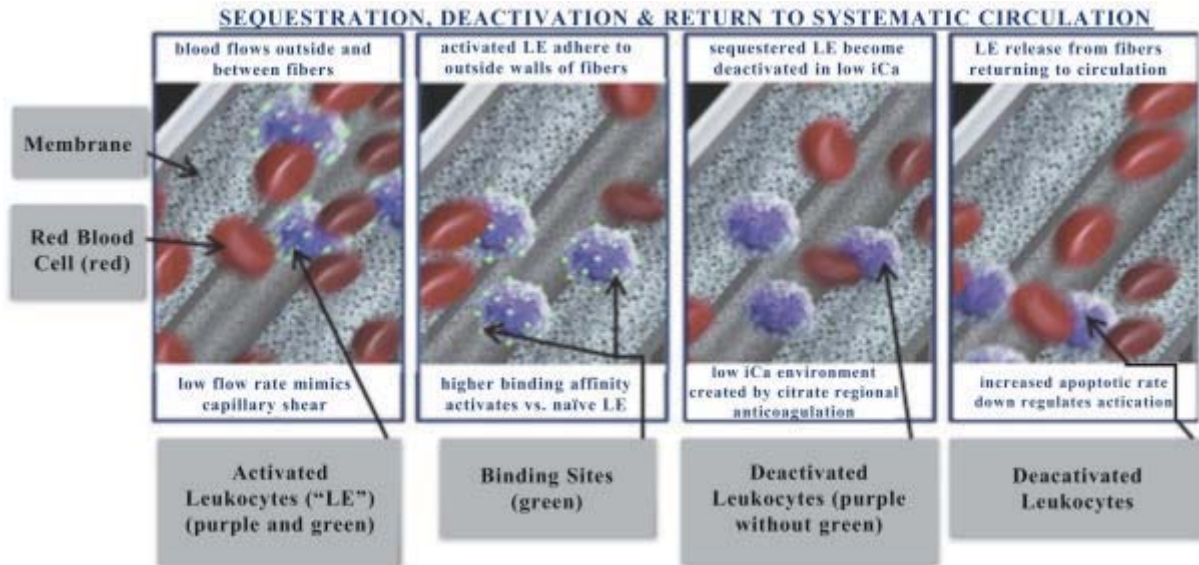 SEQUESTRATION, DEACTIVATION & RETURN TO SYSTEMATIC CIRCULATION
blood flows outside and
between fibers
activated LE adhere to
outside walls of fibers
sequestered LE become
deactivated in low iCa
LE release from fibers
returning to circulation
Membrane
Red Blood
Cell (red)
low flow rate mimics
capillary shear
higher binding affinity
activates vs. naïve LE
low iCa environment
created by citrate regional
anticoagulation
increased apoptotic rate
down regulates actication
Activated
Leukocytes (“LE”)
(purple and green)
Binding Sites
(green)
Deactivated
Leukocytes (purple
without green)
Deacativated
Leukocytes